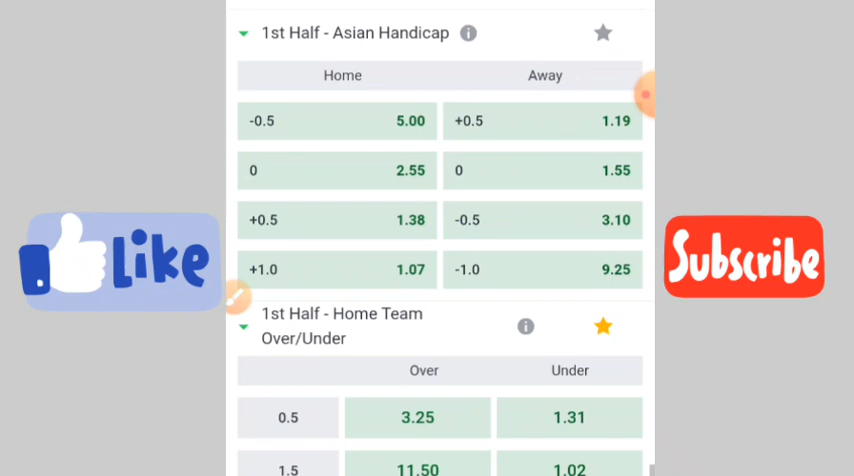 1st Half - Asian Handicap
Home Away
-0.5 5.00 +0.5 1.19
0 2.55 0 1.55
+0.5 1.38 -0.5 3.10
+1.0 1.07 -1.0 9.25
Like
Subscribe
1st Half - Home Team
Over/Under
Over Under
0.5 3.25 1.31
1.5 11.50 1.02